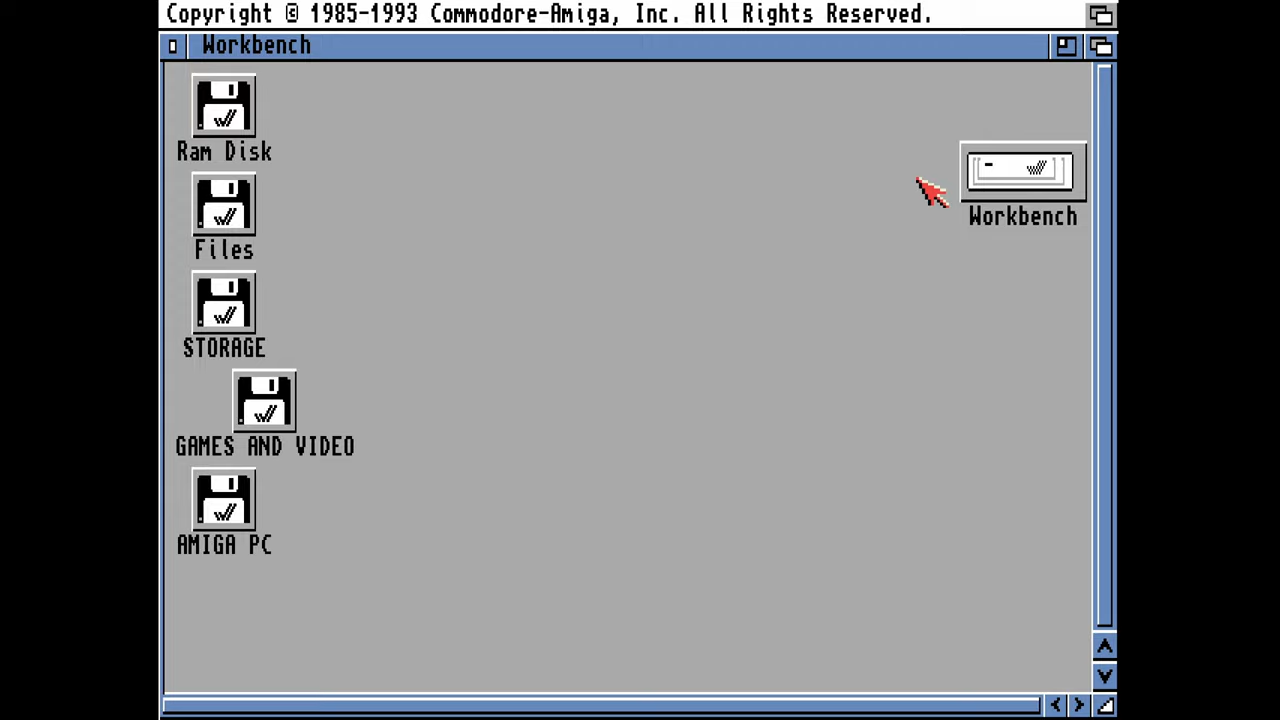 Copyright © 1985-1993 Commodore-Amiga, Inc. All Rights Reserved.
Workbench
Ram Disk
Workbench
Files
STORAGE
GAMES AND VIDEO
AMIGA PC